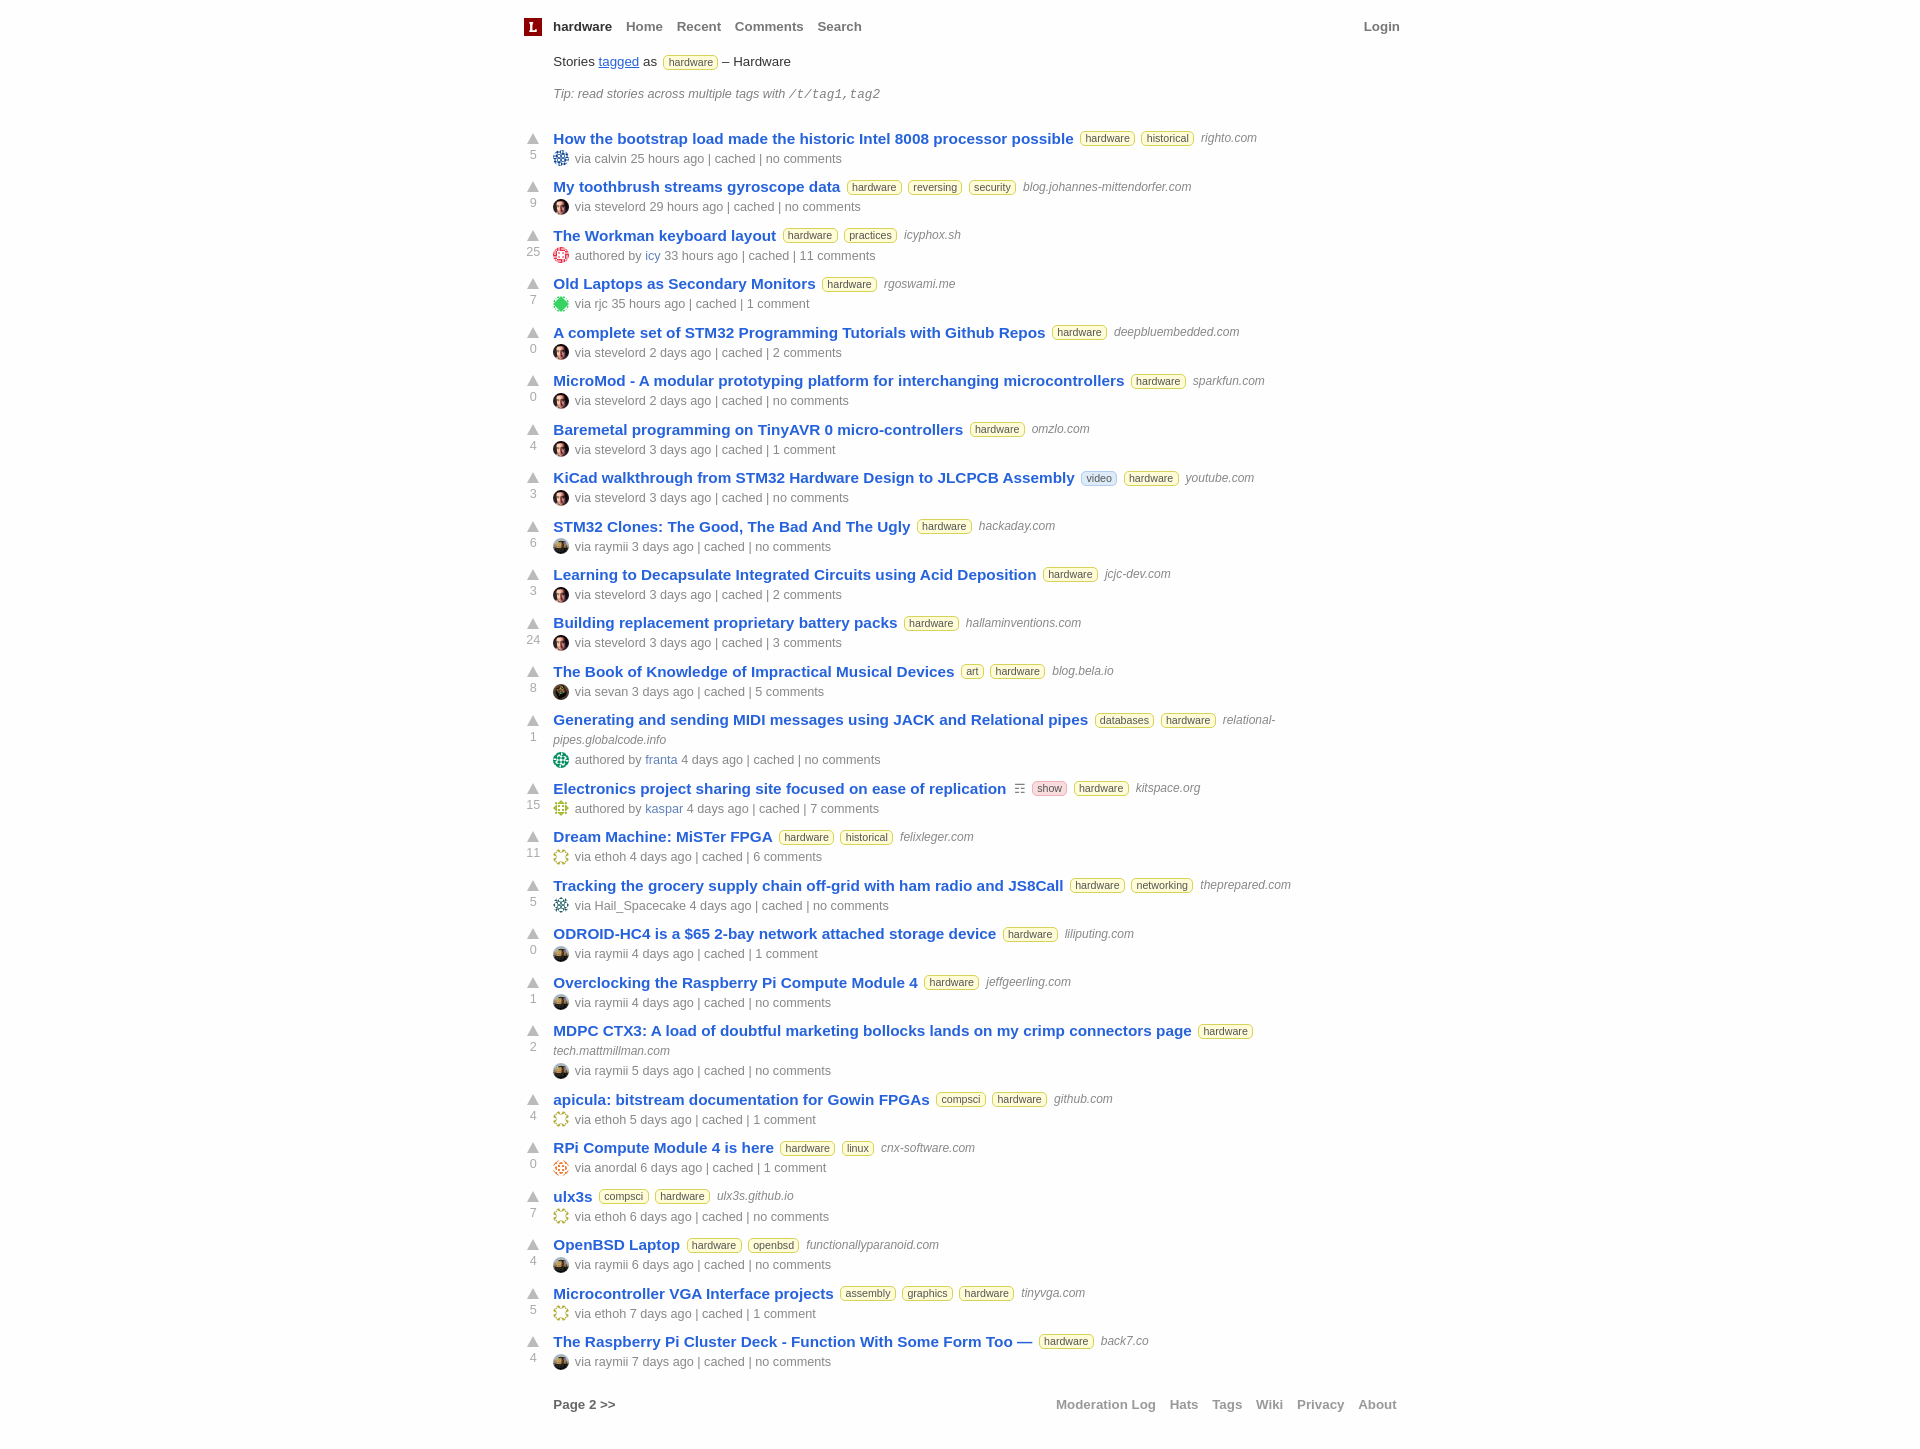 L hardware Home Recent Comments Search Login
Stories tagged as hardware – Hardware
Tip: read stories across multiple tags with /t/tag1,tag2
How the bootstrap load made the historic Intel 8008 processor possible hardware historical righto.com
5 via calvin 25 hours ago | cached | no comments
My toothbrush streams gyroscope data hardware reversing security blog.johannes-mittendorfer.com
9 via stevelord 29 hours ago | cached | no comments
The Workman keyboard layout hardware practices icyphox.sh
25 authored by icy 33 hours ago | cached | 11 comments
Old Laptops as Secondary Monitors hardware rgoswami.me
7 via rjc 35 hours ago | cached | 1 comment
A complete set of STM32 Programming Tutorials with Github Repos hardware deepbluembedded.com
0 via stevelord 2 days ago | cached | 2 comments
MicroMod - A modular prototyping platform for interchanging microcontrollers hardware sparkfun.com
0 via stevelord 2 days ago | cached | no comments
Baremetal programming on TinyAVR 0 micro-controllers hardware omzlo.com
4 via stevelord 3 days ago | cached | 1 comment
KiCad walkthrough from STM32 Hardware Design to JLCPCB Assembly video hardware youtube.com
3 via stevelord 3 days ago | cached | no comments
STM32 Clones: The Good, The Bad And The Ugly hardware hackaday.com
6 via raymii 3 days ago | cached | no comments
Learning to Decapsulate Integrated Circuits using Acid Deposition hardware jcjc-dev.com
3 via stevelord 3 days ago | cached | 2 comments
Building replacement proprietary battery packs hardware hallaminventions.com
24 via stevelord 3 days ago | cached | 3 comments
The Book of Knowledge of Impractical Musical Devices art hardware blog.bela.io
8 via sevan 3 days ago | cached | 5 comments
Generating and sending MIDI messages using JACK and Relational pipes databases hardware relational-
1 pipes.globalcode.info
authored by franta 4 days ago | cached | no comments
Electronics project sharing site focused on ease of replication ☶ show hardware kitspace.org
15 authored by kaspar 4 days ago | cached | 7 comments
Dream Machine: MiSTer FPGA hardware historical felixleger.com
11 via ethoh 4 days ago | cached | 6 comments
Tracking the grocery supply chain off-grid with ham radio and JS8Call hardware networking theprepared.com
5 via Hail_Spacecake 4 days ago | cached | no comments
ODROID-HC4 is a $65 2-bay network attached storage device hardware liliputing.com
0 via raymii 4 days ago | cached | 1 comment
Overclocking the Raspberry Pi Compute Module 4 hardware jeffgeerling.com
1 via raymii 4 days ago | cached | no comments
MDPC CTX3: A load of doubtful marketing bollocks lands on my crimp connectors page hardware
2 tech.mattmillman.com
via raymii 5 days ago | cached | no comments
apicula: bitstream documentation for Gowin FPGAs compsci hardware github.com
4 via ethoh 5 days ago | cached | 1 comment
RPi Compute Module 4 is here hardware linux cnx-software.com
0 via anordal 6 days ago | cached | 1 comment
ulx3s compsci hardware ulx3s.github.io
7 via ethoh 6 days ago | cached | no comments
OpenBSD Laptop hardware openbsd functionallyparanoid.com
4 via raymii 6 days ago | cached | no comments
Microcontroller VGA Interface projects assembly graphics hardware tinyvga.com
5 via ethoh 7 days ago | cached | 1 comment
The Raspberry Pi Cluster Deck - Function With Some Form Too — hardware back7.co
4 via raymii 7 days ago | cached | no comments
Page 2 >> Moderation Log Hats Tags Wiki Privacy About